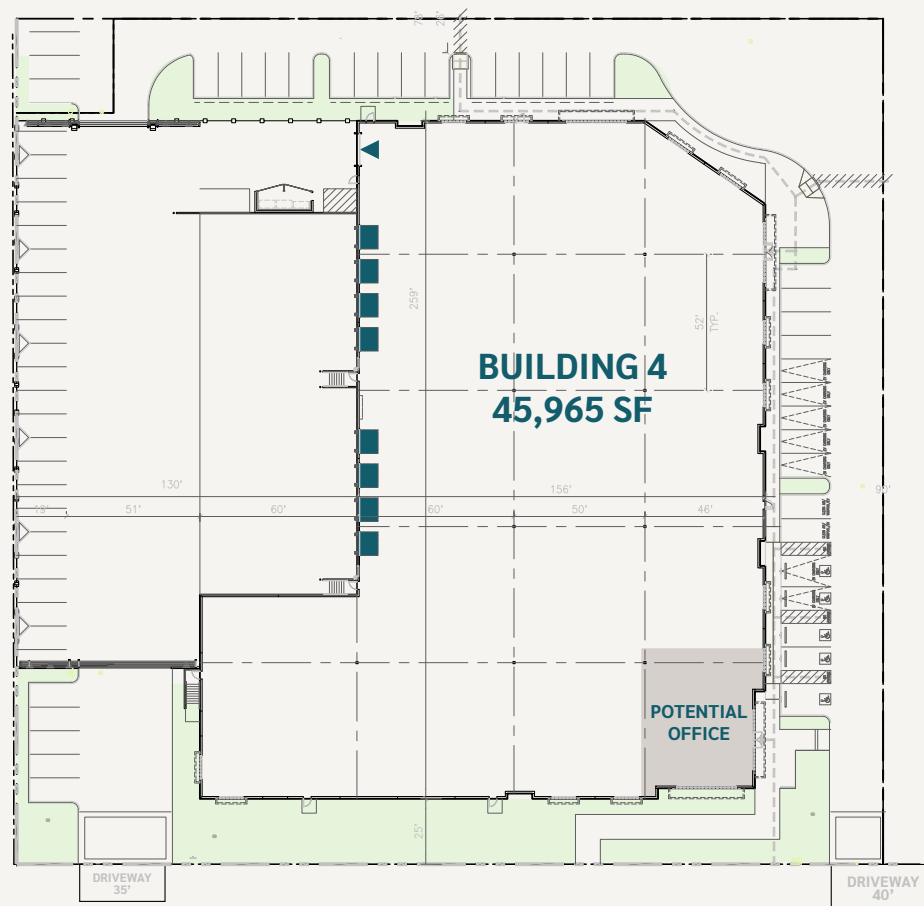 259'
52'
TYP.
BUILDING 4
45,965 SF
130'
156'
51'
60'
60'
50'
46'
POTENTIAL
OFFICE
25'
DRIVEWAY
35'
DRIVEWAY
40'